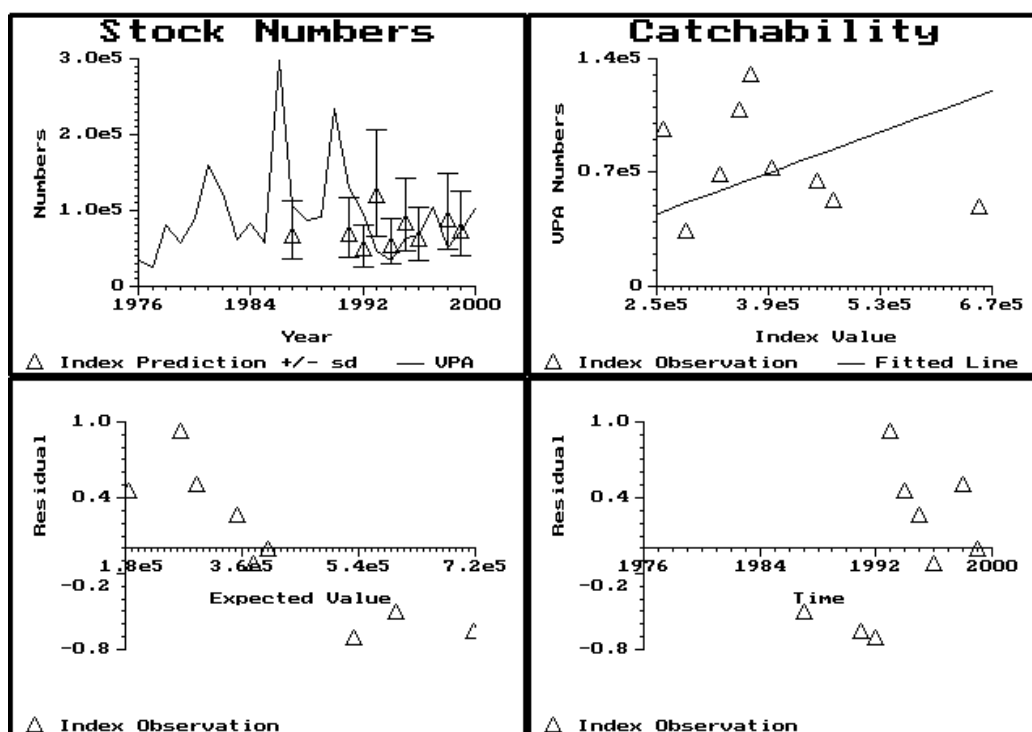 Stock Numbers
3.0e5
2.0e5
1.0e5
0
Numbers
1976 1984 1992 2000
Year
Index Prediction +/- sd VPA
Catchability
1.4e5
0.7e5
0
VPA Numbers
2.5e5 3.9e5 5.3e5 6.7e5
Index Value
Index Observation Fitted Line
1.0
0.4
-0.2
-0.8
Residual
1.8e5 3.6e5 5.4e5 7.2e5
Expected Value
Index Observation
1.0
0.4
-0.2
-0.8
Residual
1976 1984 1992 2000
Time
Index Observation